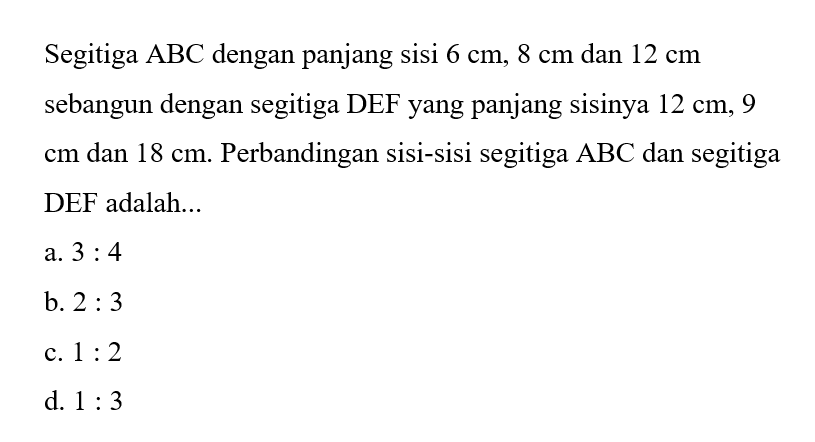 Segitiga ABC dengan panjang sisi 6 cm, 8 cm dan 12 cm
sebangun dengan segitiga DEF yang panjang sisinya 12 cm, 9
cm dan 18 cm. Perbandingan sisi-sisi segitiga ABC dan segitiga
DEF adalah...
a. 3 : 4
b. 2 : 3
c. 1 : 2
d. 1 : 3